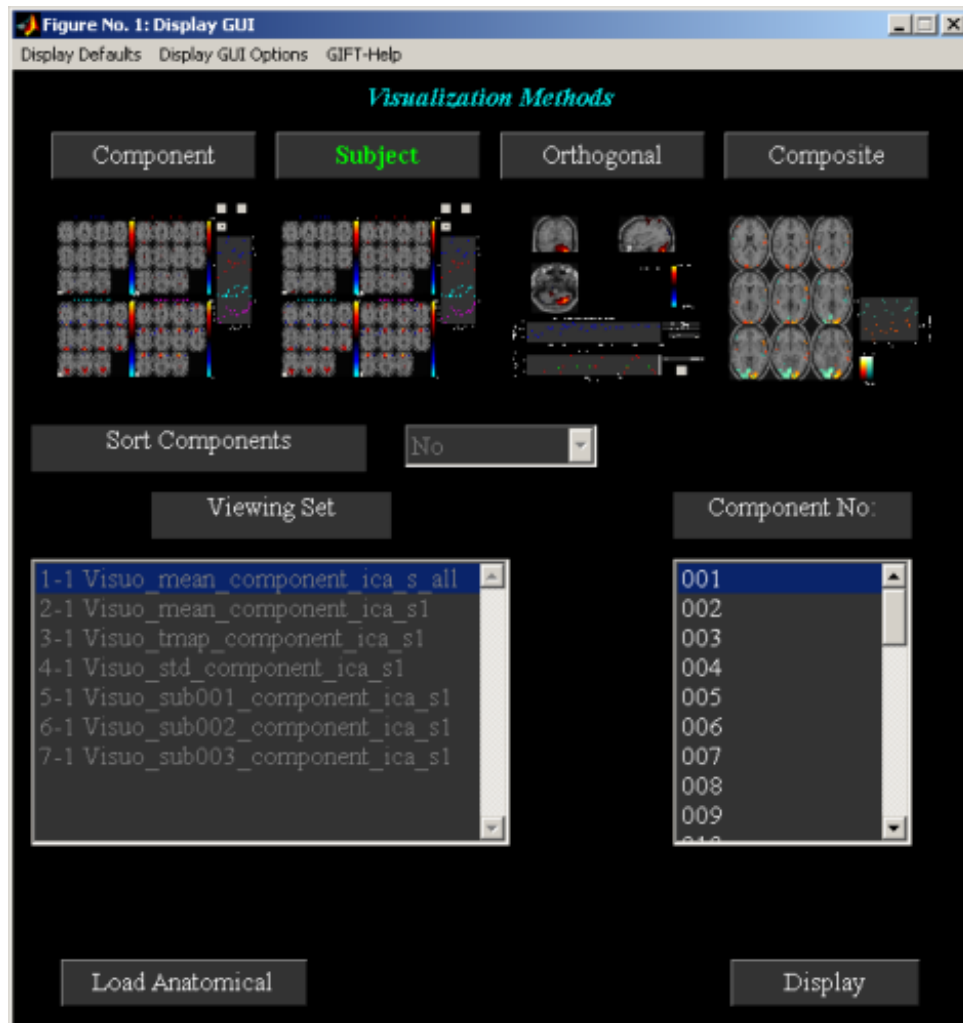 Figure No. 1: Display GUI
Display Defaults Display GUI Options GIFT-Help
Visualization Methods
Component Subject Orthogonal Composite
Sort Components No
Viewing Set Component No:
1-1 Visuo_mean_component_ica_s_all
2-1 Visuo_mean_component_ica_s1
3-1 Visuo_tmap_component_ica_s1
4-1 Visuo_std_component_ica_s1
5-1 Visuo_sub001_component_ica_s1
6-1 Visuo_sub002_component_ica_s1
7-1 Visuo_sub003_component_ica_s1
001
002
003
004
005
006
007
008
009
Load Anatomical Display